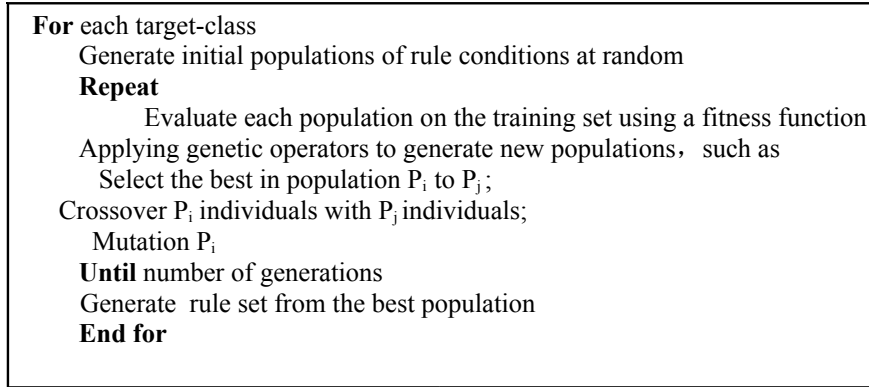 For each target-class
Generate initial populations of rule conditions at random
Repeat
Evaluate each population on the training set using a fitness function
Applying genetic operators to generate new populations，such as
Select the best in population Pi to Pj;
Crossover Pi individuals with Pj individuals;
Mutation Pi
Until number of generations
Generate rule set from the best population
End for